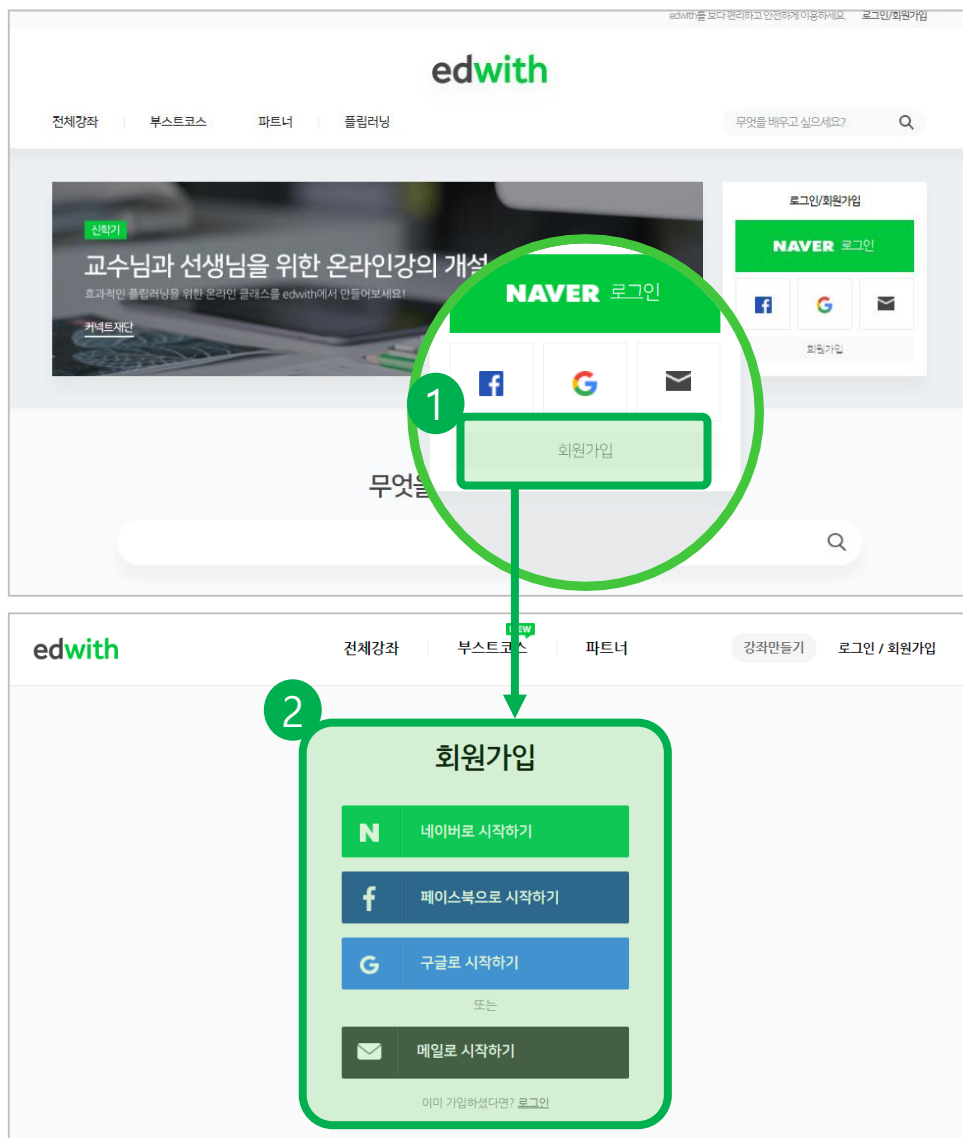 edwith를 보다 편리하고 안전하게 이용하세요. 로그인/회원가입
edwith
전체강좌 부스트코스 파트너 플립러닝 무엇을 배우고 싶으세요?
신학기
교수님과 선생님을 위한 온라인강의 개설
효과적인 플립러닝을 위한 온라인 클래스를 edwith에서 만들어보세요!
커넥트재단
로그인/회원가입
NAVER 로그인
f G
회원가입
NAVER 로그인
f G
1
회원가입
무엇을
edwith 전체강좌 부스트코스 NEW 파트너 강좌만들기 로그인 / 회원가입
2
회원가입
N 네이버로 시작하기
f 페이스북으로 시작하기
G 구글로 시작하기
또는
메일로 시작하기
이미 가입하셨다면? 로그인